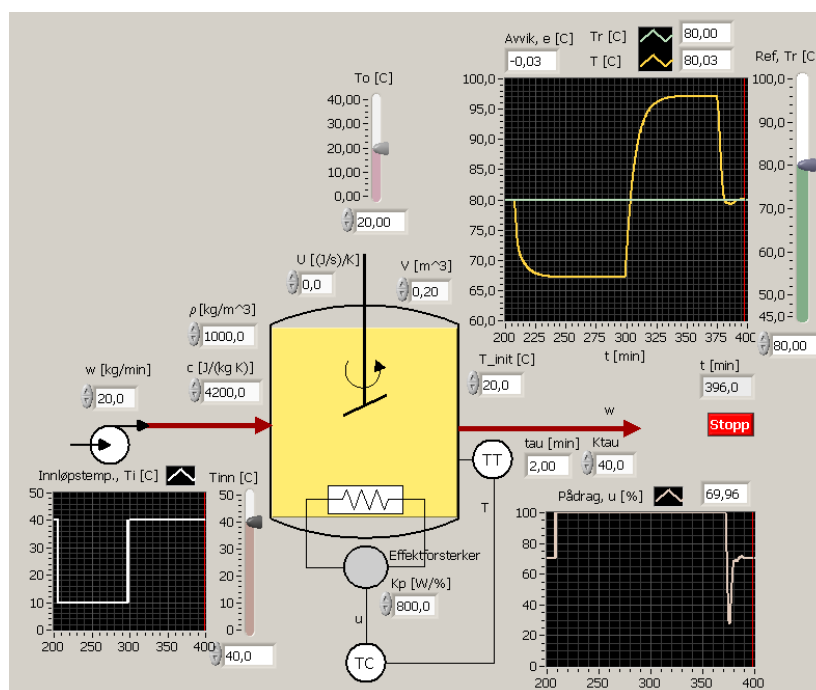 Avvik, e [C]
-0,03
Tr [C]
80,00
T [C]
80,03
Ref, Tr [C
100,0
90,0
80,0
70,0
60,0
50,0
45,0
80,00
100,0
95,0
90,0
85,0
80,0
75,0
70,0
65,0
60,0
200 225 250 275 300 325 350 375 400
t [min]
To [C]
40,00
30,00
20,00
10,00
0,00
20,00
U [(J/s)/K]
0,0
V [m^3]
0,20
ρ [kg/m^3]
1000,0
c [J/(kg K)]
4200,0
w [kg/min]
20,0
T_init [C]
20,0
t [min]
396,0
Stopp
w
TT
tau [min]
2,00
Ktau
40,0
T
Innløpstemp., Ti [C]
50
40
30
20
10
0
200 250 300 350 400
Tinn [C]
50
40
30
20
10
0
40,0
Effektforsterker
Kp [W/%]
800,0
u
TC
Pådrag, u [%]
69,96
100
80
60
40
20
0
200 250 300 350 400